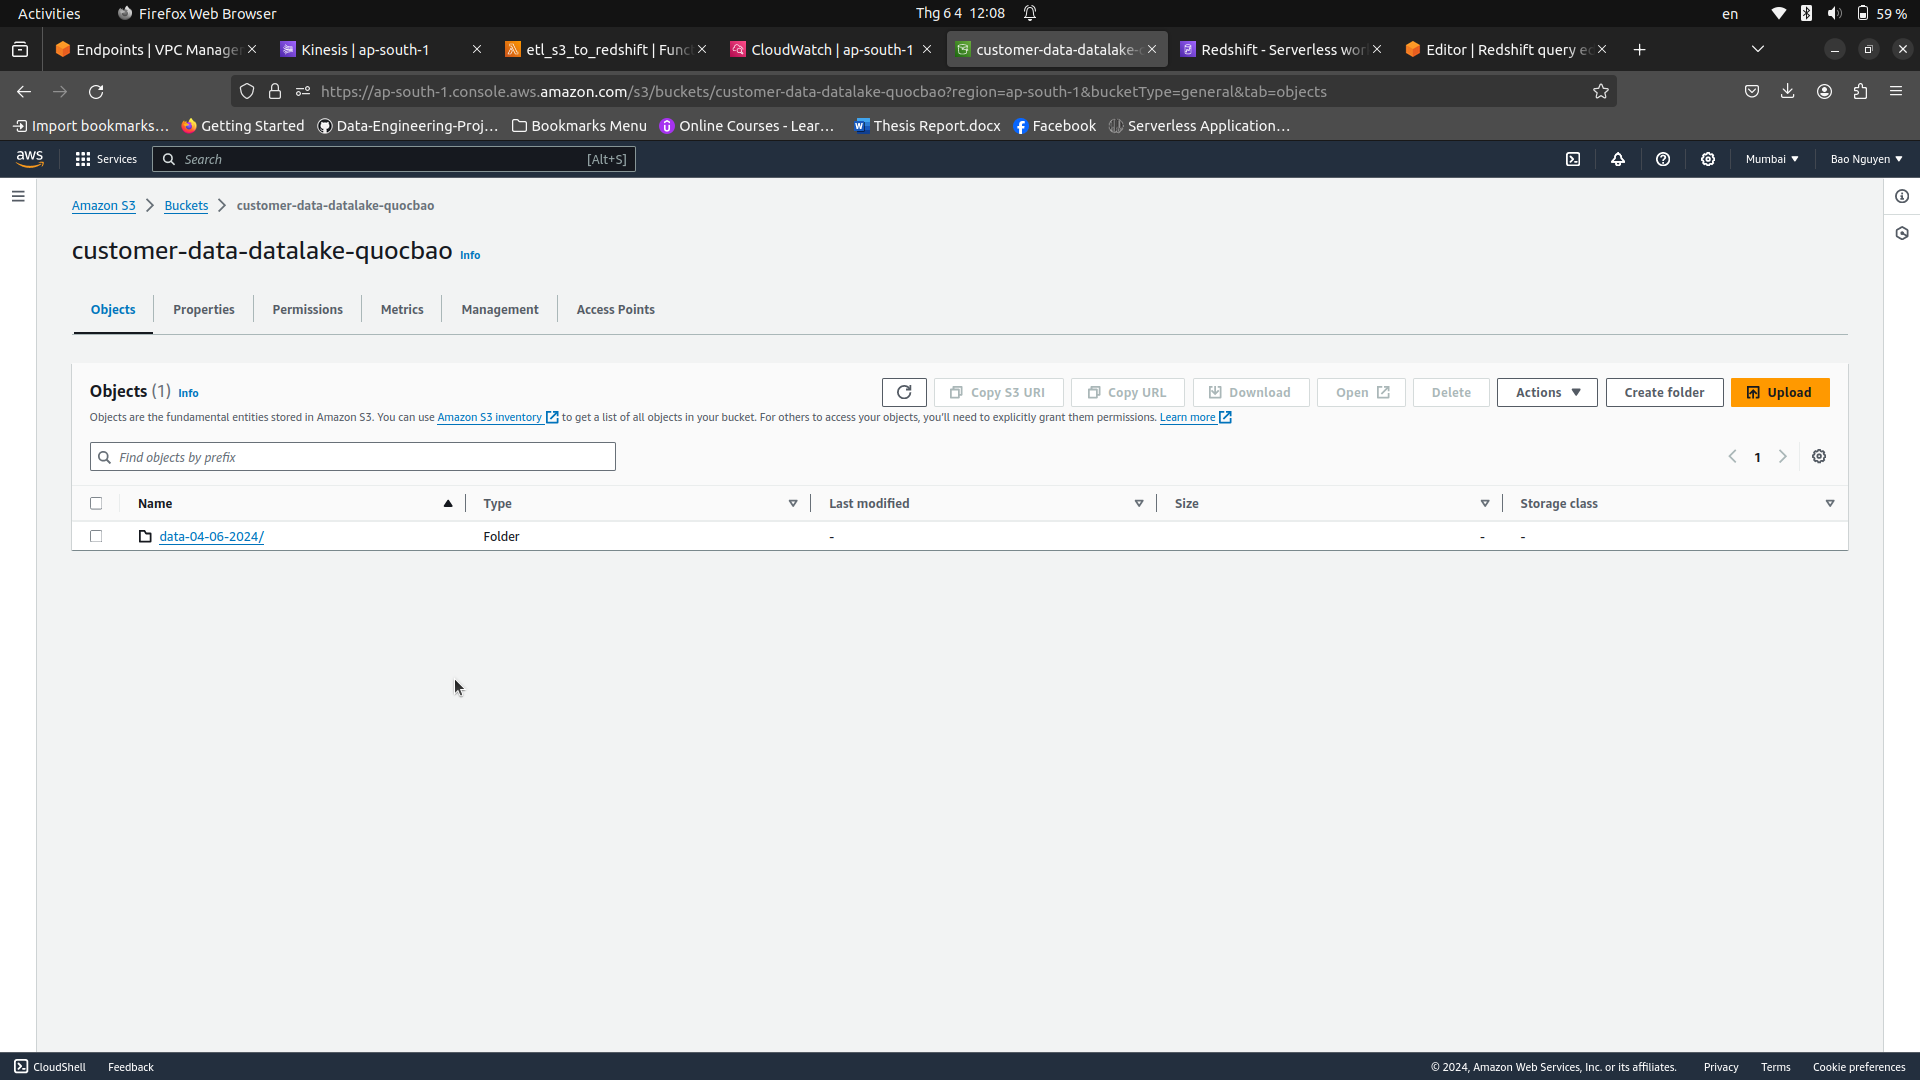 Activities Firefox Web Browser Thg 6 4 12:08 en 59 %
Endpoints | VPC Manage Kinesis | ap-south-1 etl_s3_to_redshift | Func CloudWatch | ap-south-1 customer-data-datalake- Redshift - Serverless wor Editor | Redshift query e
https://ap-south-1.console.aws.amazon.com/s3/buckets/customer-data-datalake-quocbao?region=ap-south-1&bucketType=general&tab=objects
Import bookmarks... Getting Started Data-Engineering-Proj... Bookmarks Menu Online Courses - Lear... Thesis Report.docx Facebook Serverless Application...
aws Services Search [Alt+S] Mumbai Bao Nguyen
Amazon S3 Buckets customer-data-datalake-quocbao
customer-data-datalake-quocbao Info
Objects Properties Permissions Metrics Management Access Points
Objects (1) Info Copy S3 URI Copy URL Download Open Delete Actions Create folder Upload
Objects are the fundamental entities stored in Amazon S3. You can use Amazon S3 inventory to get a list of all objects in your bucket. For others to access your objects, you'll need to explicitly grant them permissions. Learn more
Find objects by prefix 1
Name Type Last modified Size Storage class
data-04-06-2024/ Folder - - -
CloudShell Feedback © 2024, Amazon Web Services, Inc. or its affiliates. Privacy Terms Cookie preferences